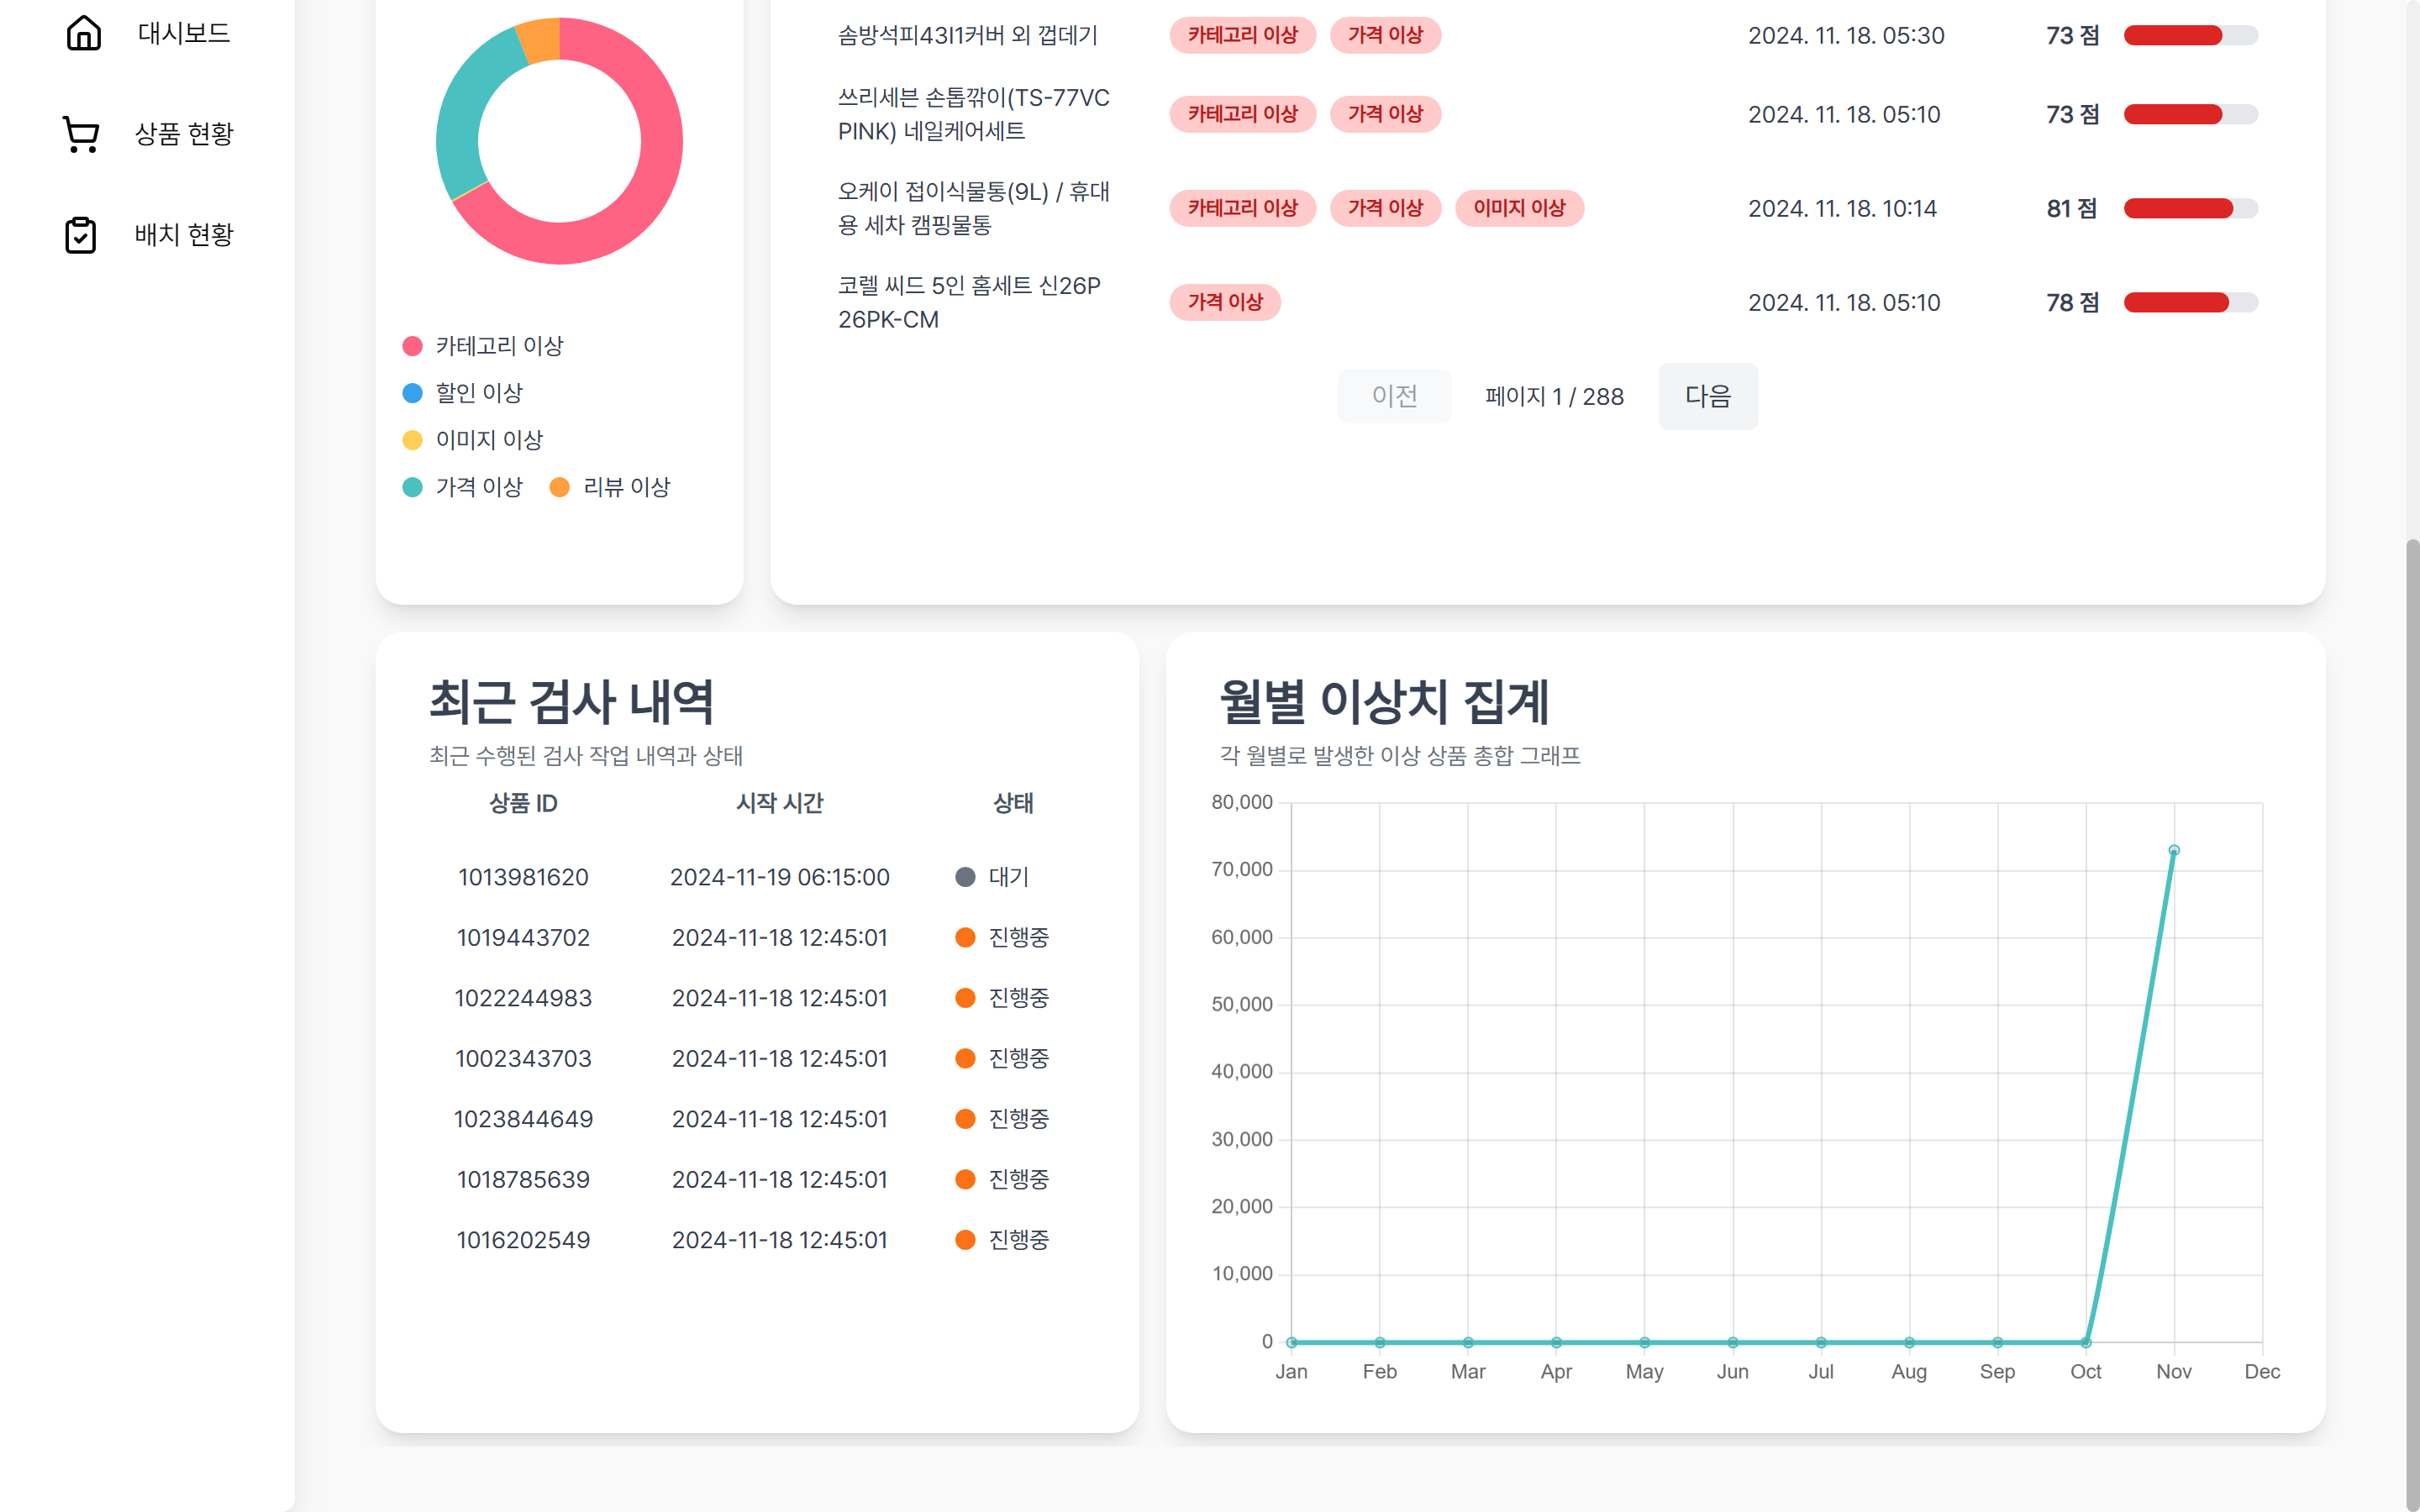 대시보드
상품 현황
배치 현황
카테고리 이상
할인 이상
이미지 이상
가격 이상 리뷰 이상
솜방석피43l1커버 외 껍데기 카테고리 이상 가격 이상 2024. 11. 18. 05:30 73 점
쓰리세븐 손톱깎이(TS-77VC
PINK) 네일케어세트 카테고리 이상 가격 이상 2024. 11. 18. 05:10 73 점
오케이 접이식물통(9L) / 휴대
용 세차 캠핑물통 카테고리 이상 가격 이상 이미지 이상 2024. 11. 18. 10:14 81 점
코렐 씨드 5인 홈세트 신26P
26PK-CM 가격 이상 2024. 11. 18. 05:10 78 점
이전 페이지 1 / 288 다음
최근 검사 내역
최근 수행된 검사 작업 내역과 상태
상품 ID 시작 시간 상태
1013981620 2024-11-19 06:15:00 대기
1019443702 2024-11-18 12:45:01 진행중
1022244983 2024-11-18 12:45:01 진행중
1002343703 2024-11-18 12:45:01 진행중
1023844649 2024-11-18 12:45:01 진행중
1018785639 2024-11-18 12:45:01 진행중
1016202549 2024-11-18 12:45:01 진행중
월별 이상치 집계
각 월별로 발생한 이상 상품 총합 그래프
80,000
70,000
60,000
50,000
40,000
30,000
20,000
10,000
0
Jan Feb Mar Apr May Jun Jul Aug Sep Oct Nov Dec